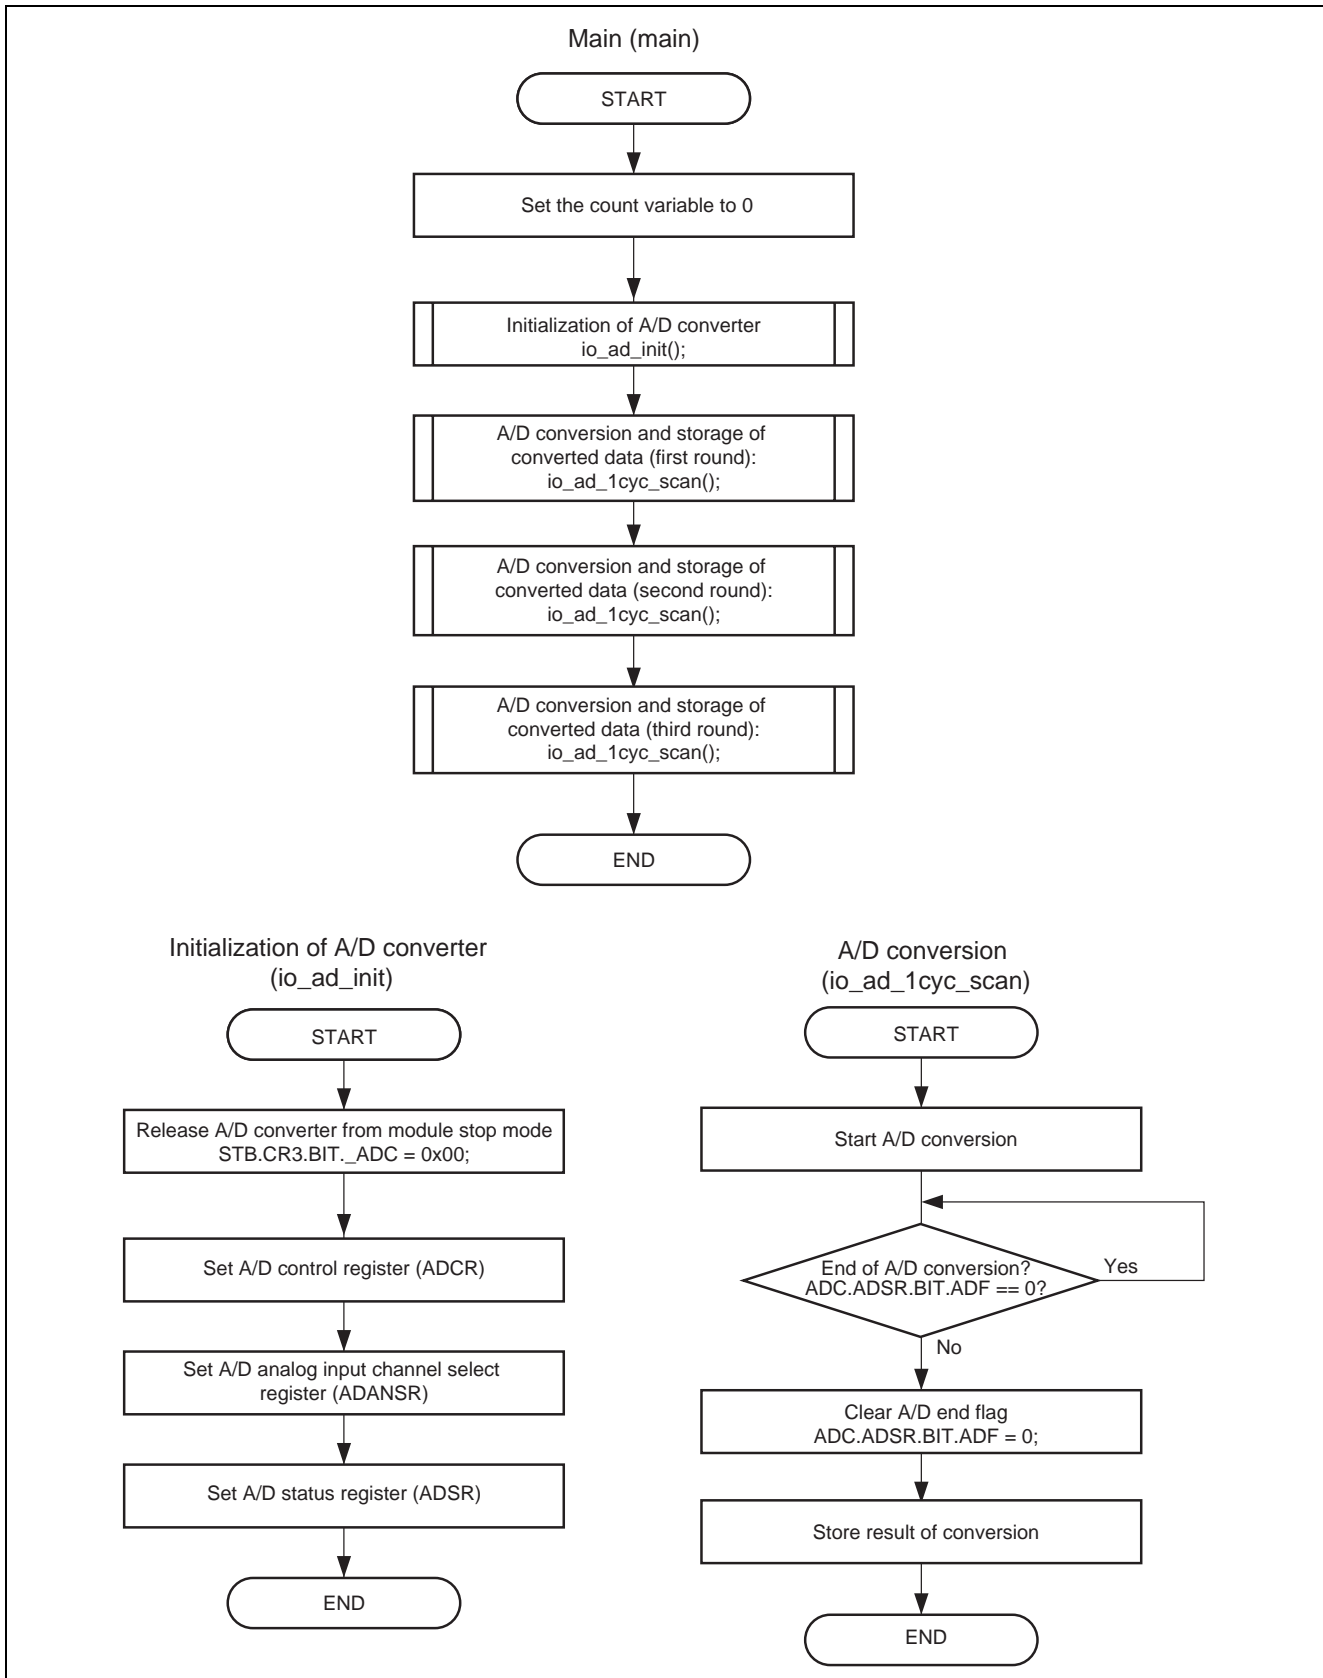 Main (main)
START
Set the count variable to 0
Initialization of A/D converter
io_ad_init();
A/D conversion and storage of
converted data (first round):
io_ad_1cyc_scan();
A/D conversion and storage of
converted data (second round):
io_ad_1cyc_scan();
A/D conversion and storage of
converted data (third round):
io_ad_1cyc_scan();
END
Initialization of A/D converter
(io_ad_init)
START
Release A/D converter from module stop mode
STB.CR3.BIT._ADC = 0x00;
Set A/D control register (ADCR)
Set A/D analog input channel select
register (ADANSR)
Set A/D status register (ADSR)
END
A/D conversion
(io_ad_1cyc_scan)
START
Start A/D conversion
End of A/D conversion?
ADC.ADSR.BIT.ADF == 0?
Yes
No
Clear A/D end flag
ADC.ADSR.BIT.ADF = 0;
Store result of conversion
END